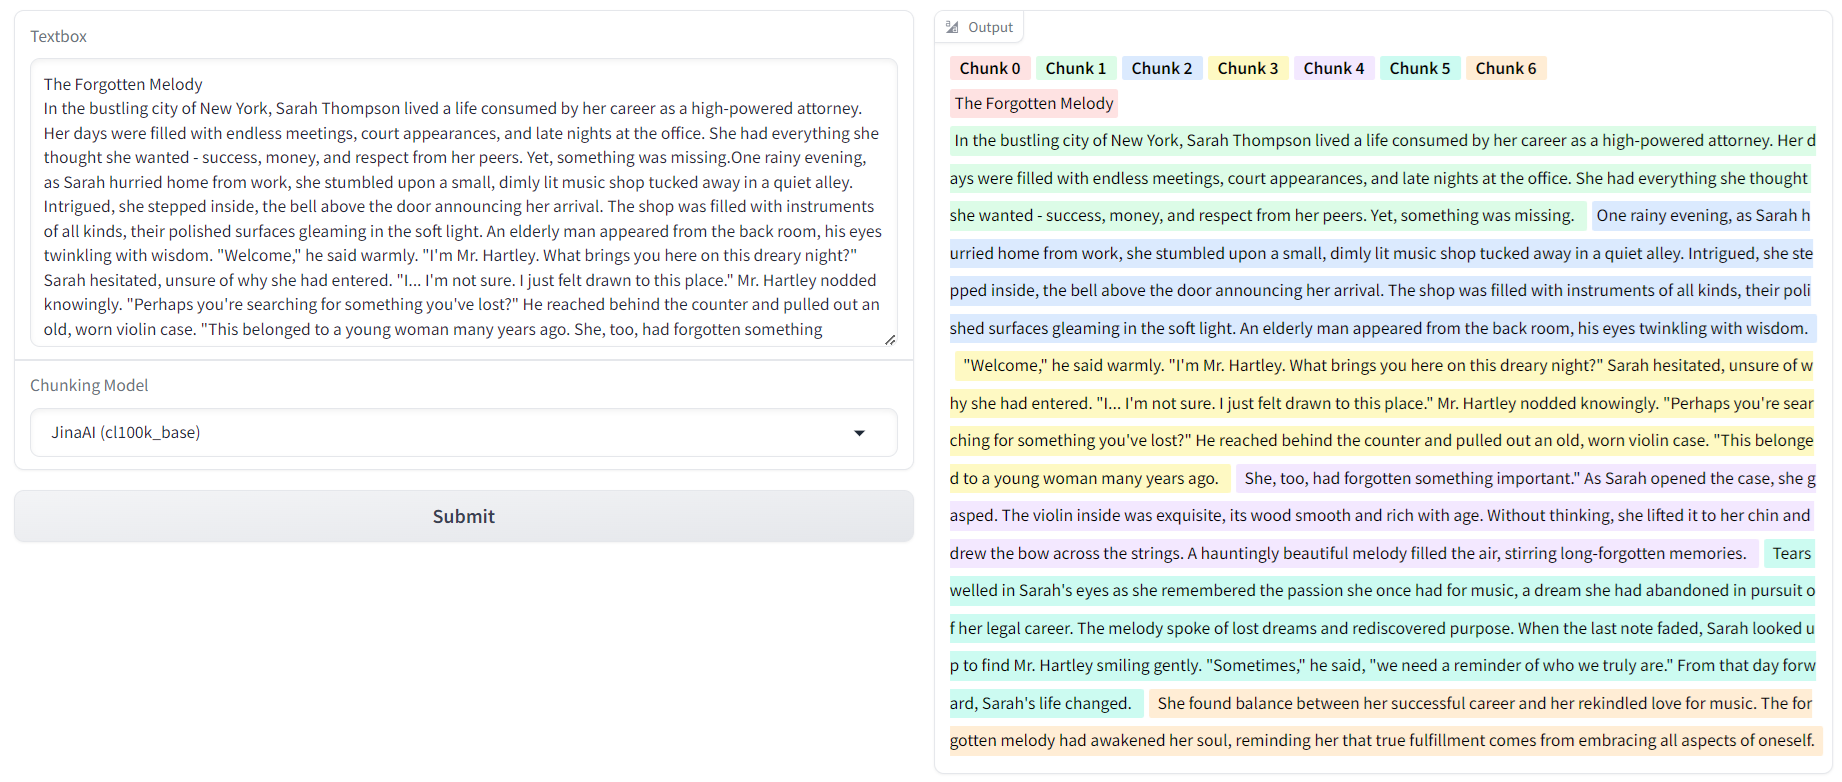 Textbox
The Forgotten Melody
In the bustling city of New York, Sarah Thompson lived a life consumed by her career as a high-powered attorney.
Her days were filled with endless meetings, court appearances, and late nights at the office. She had everything she
thought she wanted - success, money, and respect from her peers. Yet, something was missing.One rainy evening,
as Sarah hurried home from work, she stumbled upon a small, dimly lit music shop tucked away in a quiet alley.
Intrigued, she stepped inside, the bell above the door announcing her arrival. The shop was filled with instruments
of all kinds, their polished surfaces gleaming in the soft light. An elderly man appeared from the back room, his eyes
twinkling with wisdom. "Welcome," he said warmly. "I'm Mr. Hartley. What brings you here on this dreary night?"
Sarah hesitated, unsure of why she had entered. "I... I'm not sure. I just felt drawn to this place." Mr. Hartley nodded
knowingly. "Perhaps you're searching for something you've lost?" He reached behind the counter and pulled out an
old, worn violin case. "This belonged to a young woman many years ago. She, too, had forgotten something
Chunking Model
JinaAI (cl100k_base)
Submit
Output
Chunk 0 Chunk 1 Chunk 2 Chunk 3 Chunk 4 Chunk 5 Chunk 6
The Forgotten Melody
In the bustling city of New York, Sarah Thompson lived a life consumed by her career as a high-powered attorney. Her d
ays were filled with endless meetings, court appearances, and late nights at the office. She had everything she thought
she wanted - success, money, and respect from her peers. Yet, something was missing. One rainy evening, as Sarah h
urried home from work, she stumbled upon a small, dimly lit music shop tucked away in a quiet alley. Intrigued, she ste
pped inside, the bell above the door announcing her arrival. The shop was filled with instruments of all kinds, their poli
shed surfaces gleaming in the soft light. An elderly man appeared from the back room, his eyes twinkling with wisdom.
"Welcome," he said warmly. "I'm Mr. Hartley. What brings you here on this dreary night?" Sarah hesitated, unsure of w
hy she had entered. "I... I'm not sure. I just felt drawn to this place." Mr. Hartley nodded knowingly. "Perhaps you're sear
ching for something you've lost?" He reached behind the counter and pulled out an old, worn violin case. "This belonge
d to a young woman many years ago. She, too, had forgotten something important." As Sarah opened the case, she g
asped. The violin inside was exquisite, its wood smooth and rich with age. Without thinking, she lifted it to her chin and
drew the bow across the strings. A hauntingly beautiful melody filled the air, stirring long-forgotten memories. Tears
welled in Sarah's eyes as she remembered the passion she once had for music, a dream she had abandoned in pursuit o
f her legal career. The melody spoke of lost dreams and rediscovered purpose. When the last note faded, Sarah looked u
p to find Mr. Hartley smiling gently. "Sometimes," he said, "we need a reminder of who we truly are." From that day forw
ard, Sarah's life changed. She found balance between her successful career and her rekindled love for music. The for
gotten melody had awakened her soul, reminding her that true fulfillment comes from embracing all aspects of oneself.